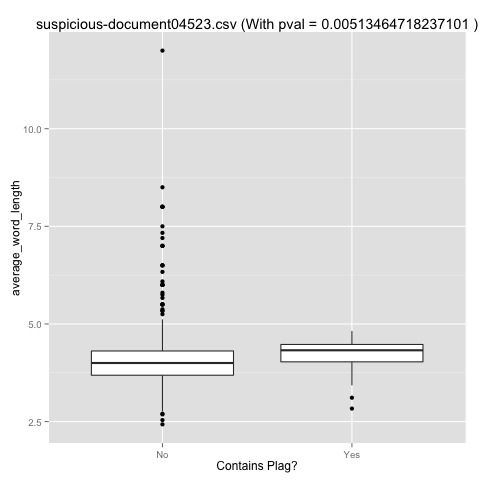 suspicious-document04523.csv (With pval = 0.00513464718237101 )
10.0
7.5
5.0
2.5
average_word_length
No
Yes
Contains Plag?